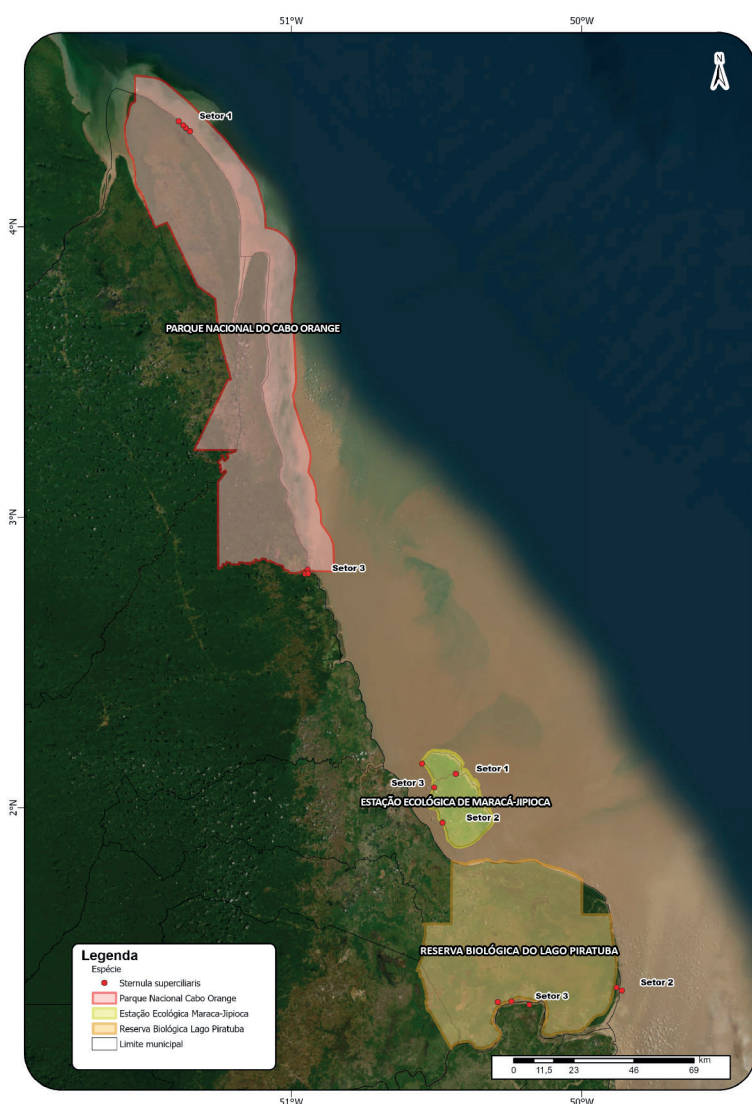 51°W
50°W
N
Setor 1
4°N
PARQUE NACIONAL DO CABO ORANGE
3°N
Setor 3
Setor 1
Setor 3
2°N
ESTAÇÃO ECOLÓGICA DE MARACÁ-JIPIOCA
Setor 2
RESERVA BIOLÓGICA DO LAGO PIRATUBA
Setor 2
Setor 3
Legenda
Espécie
Sternula superciliaris
Parque Nacional Cabo Orange
Estação Ecológica Maraca-Jipioca
Reserva Biológica Lago Piratuba
Limite municipal
km
0 11,5 23 46 69
51°W
50°W